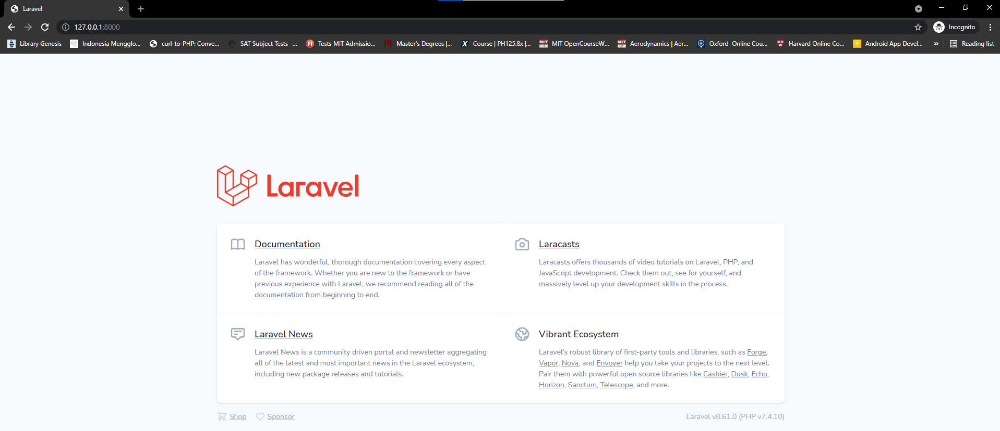 Laravel
127.0.0.1:8000
Incognito
Library Genesis
Indonesia Mengglo...
curl-to-PHP: Conve...
SAT Subject Tests –...
Tests MIT Admissio...
Master's Degrees |...
Course | PH125.8x |...
MIT OpenCourseW...
Aerodynamics | Aer...
Oxford Online Cou...
Harvard Online Co...
Android App Devel...
»
Reading list
Laravel
Documentation
Laravel has wonderful, thorough documentation covering every aspect
of the framework. Whether you are new to the framework or have
previous experience with Laravel, we recommend reading all of the
documentation from beginning to end.
Laracasts
Laracasts offers thousands of video tutorials on Laravel, PHP, and
JavaScript development. Check them out, see for yourself, and
massively level up your development skills in the process.
Laravel News
Laravel News is a community driven portal and newsletter aggregating
all of the latest and most important news in the Laravel ecosystem,
including new package releases and tutorials.
Vibrant Ecosystem
Laravel's robust library of first-party tools and libraries, such as Forge,
Vapor, Nova, and Envoyer help you take your projects to the next level.
Pair them with powerful open source libraries like Cashier, Dusk, Echo,
Horizon, Sanctum, Telescope, and more.
Shop
Sponsor
Laravel v8.61.0 (PHP v7.4.10)